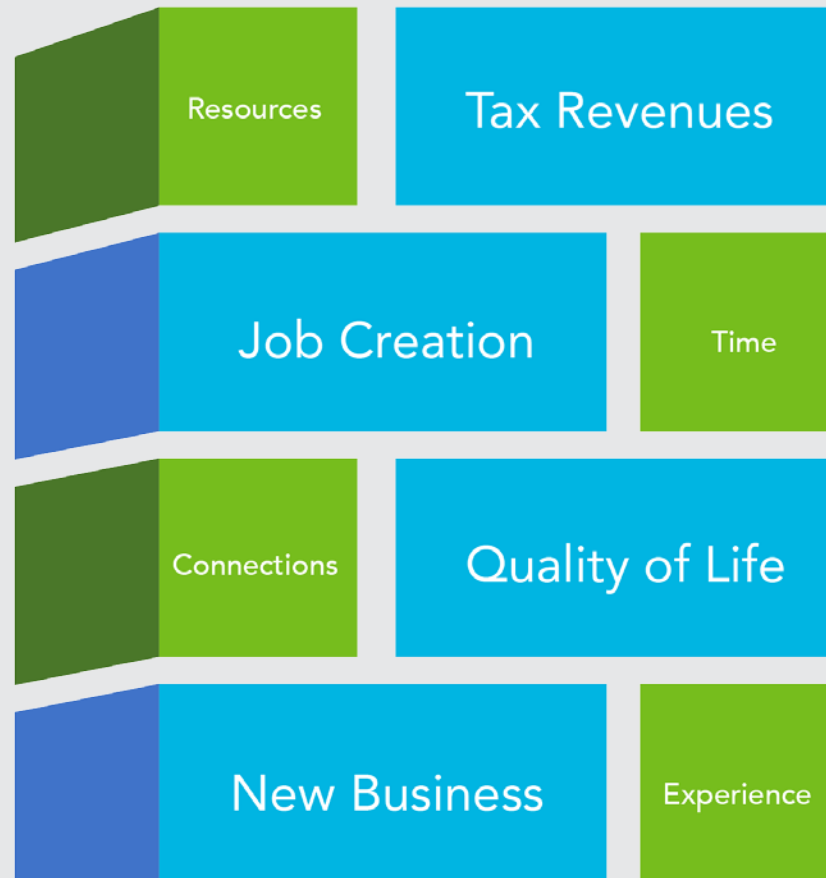 Resources
Tax Revenues
Job Creation
Time
Connections
Quality of Life
New Business
Experience